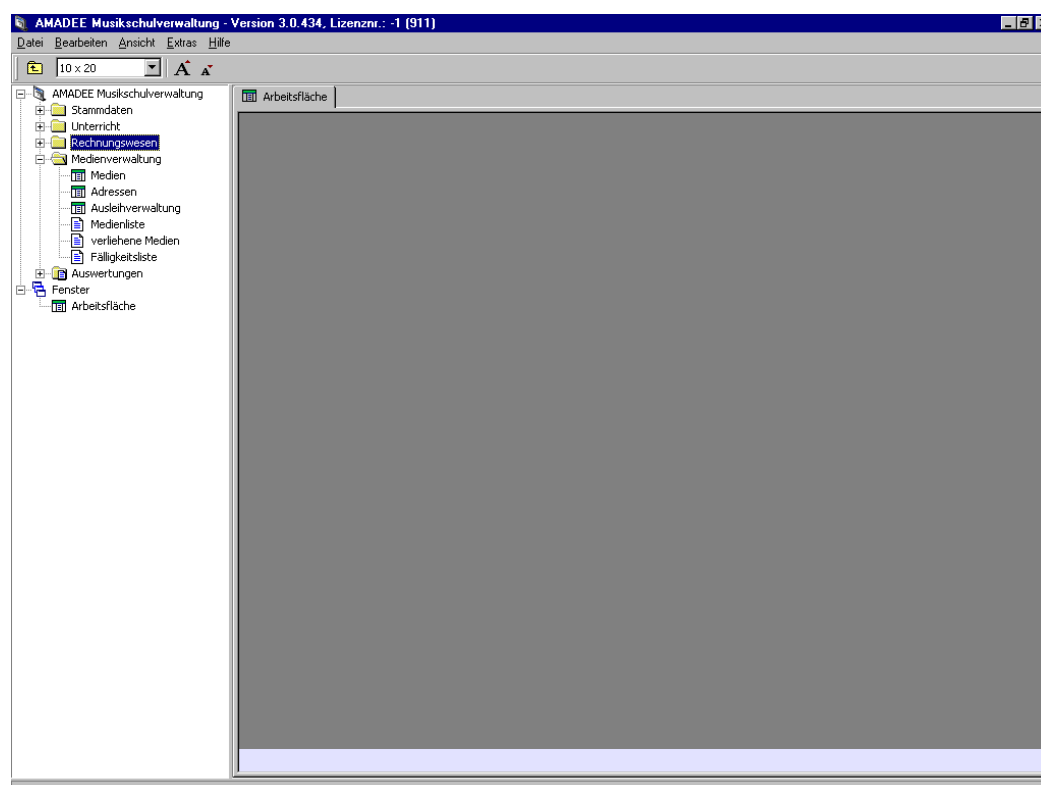 AMADEE Musikschulverwaltung - Version 3.0.434, Lizenznr.: -1 (911)
Datei Bearbeiten Ansicht Extras Hilfe
10 x 20 A A
AMADEE Musikschulverwaltung
Arbeitsfläche
Stammdaten
Unterricht
Rechnungswesen
Medienverwaltung
Medien
Adressen
Ausleihverwaltung
Medienliste
verliehene Medien
Fälligkeitsliste
Auswertungen
Fenster
Arbeitsfläche